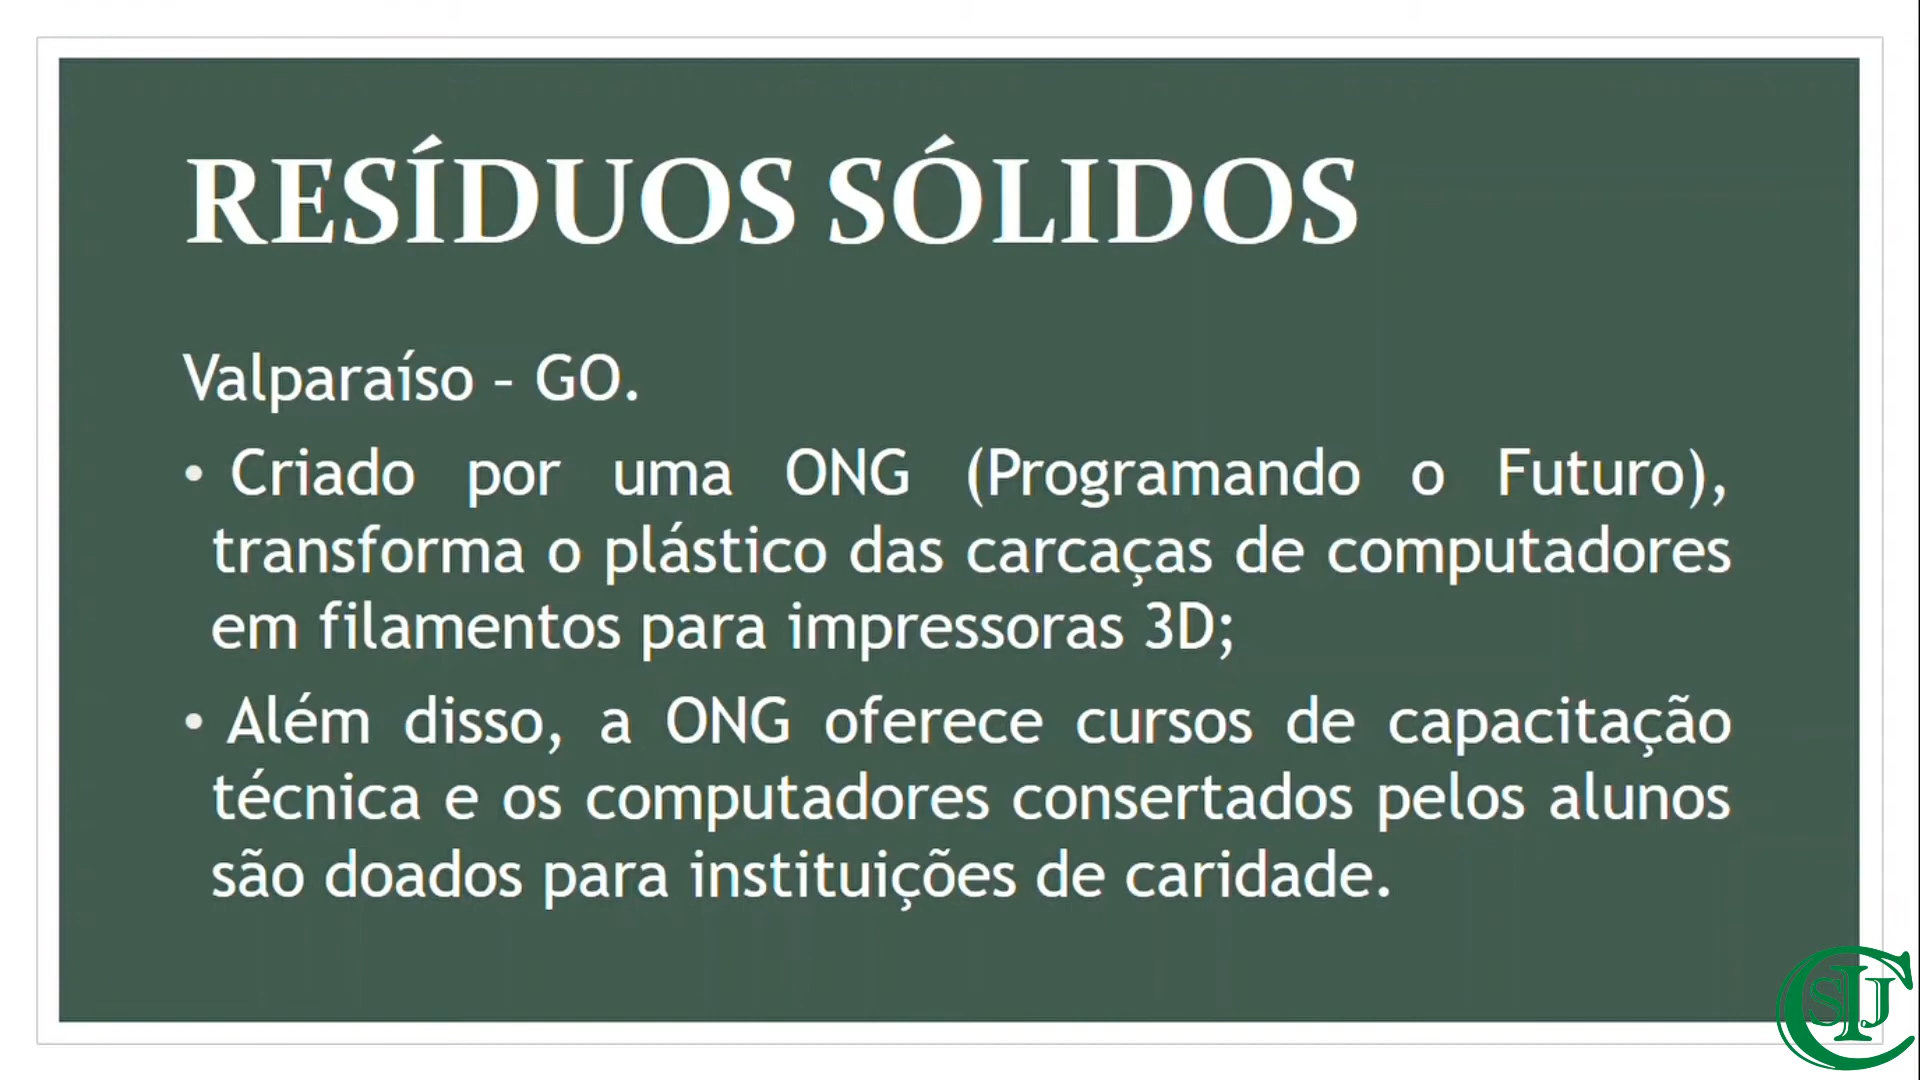 RESÍDUOS SÓLIDOS
Valparaíso – GO.
• Criado por uma ONG (Programando o Futuro),
transforma o plástico das carcaças de computadores
em filamentos para impressoras 3D;
• Além disso, a ONG oferece cursos de capacitação
técnica e os computadores consertados pelos alunos
são doados para instituições de caridade.
CSIJ